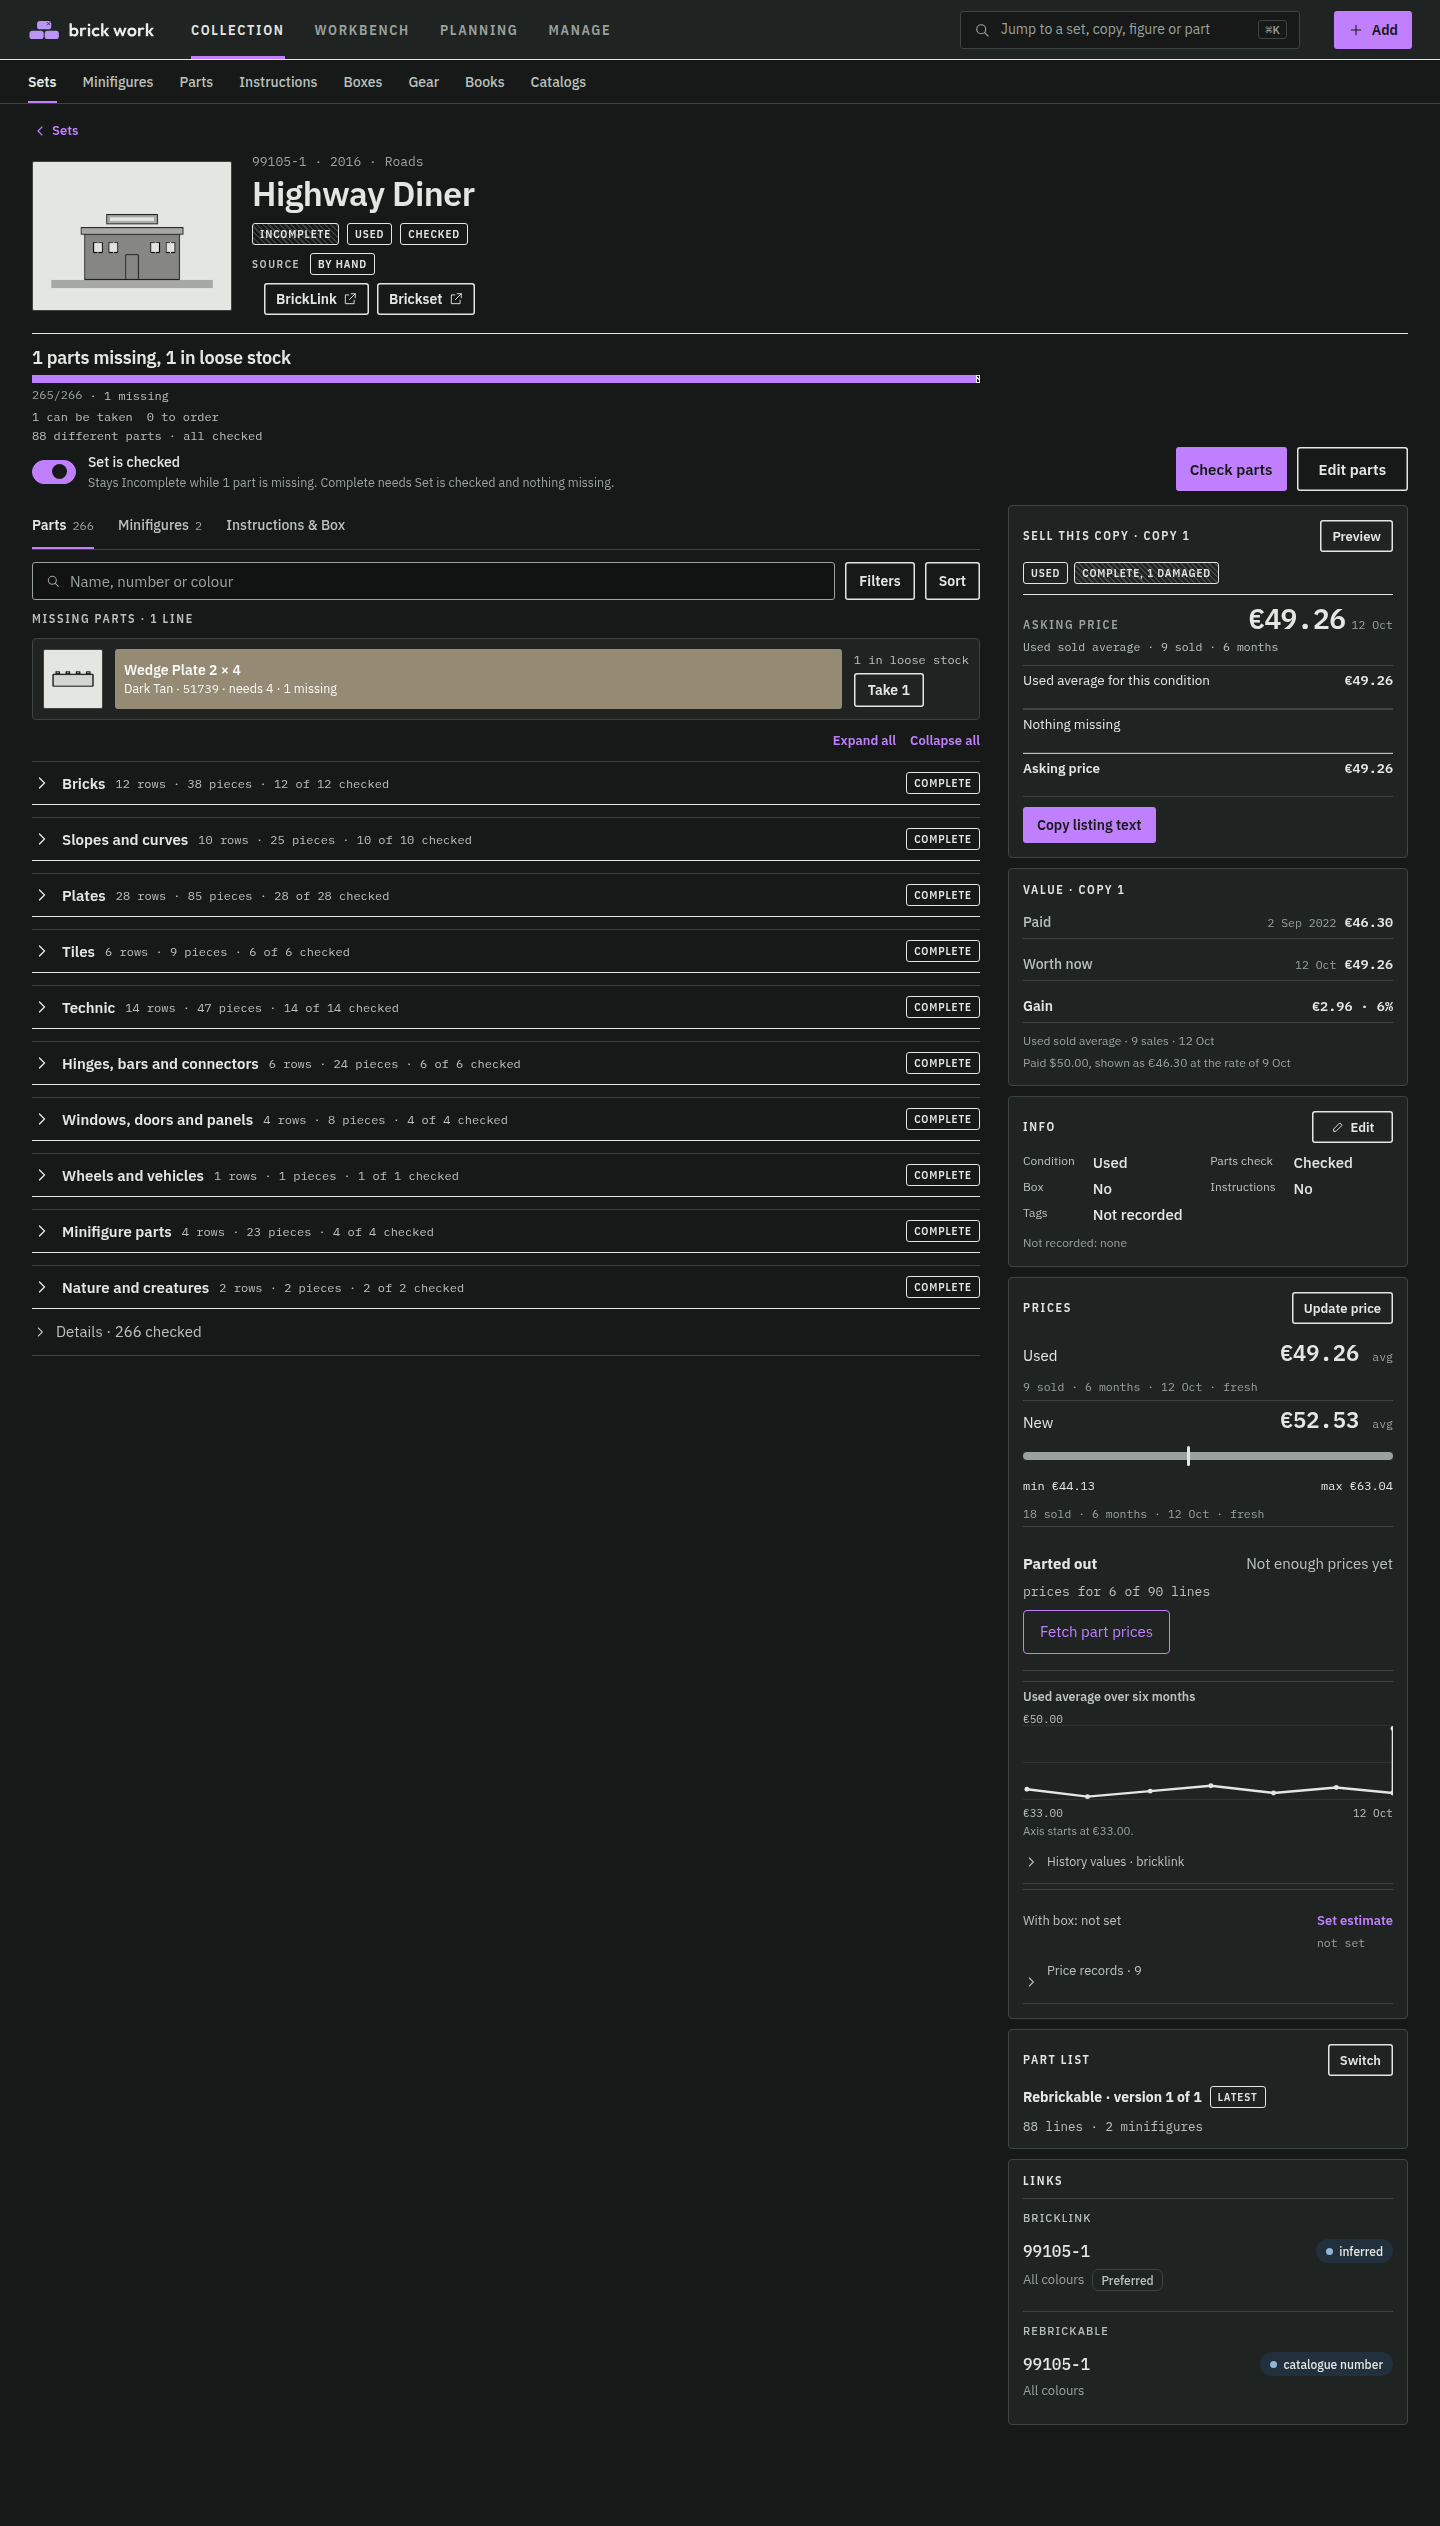 brick work
COLLECTION
WORKBENCH
PLANNING
MANAGE
Jump to a set, copy, figure or part
⌘K
Add
Sets
Minifigures
Parts
Instructions
Boxes
Gear
Books
Catalogs
Sets
99105-1 · 2016 · Roads
Highway Diner
INCOMPLETE
USED
CHECKED
SOURCE
BY HAND
BrickLink
Brickset
1 parts missing, 1 in loose stock
265/266 · 1 missing
1 can be taken 0 to order
88 different parts · all checked
Set is checked
Stays Incomplete while 1 part is missing. Complete needs Set is checked and nothing missing.
Check parts
Edit parts
Parts 266
Minifigures 2
Instructions & Box
Name, number or colour
Filters
Sort
MISSING PARTS · 1 LINE
Wedge Plate 2 × 4
Dark Tan · 51739 · needs 4 · 1 missing
1 in loose stock
Take 1
Expand all
Collapse all
Bricks 12 rows · 38 pieces · 12 of 12 checked
COMPLETE
Slopes and curves 10 rows · 25 pieces · 10 of 10 checked
COMPLETE
Plates 28 rows · 85 pieces · 28 of 28 checked
COMPLETE
Tiles 6 rows · 9 pieces · 6 of 6 checked
COMPLETE
Technic 14 rows · 47 pieces · 14 of 14 checked
COMPLETE
Hinges, bars and connectors 6 rows · 24 pieces · 6 of 6 checked
COMPLETE
Windows, doors and panels 4 rows · 8 pieces · 4 of 4 checked
COMPLETE
Wheels and vehicles 1 rows · 1 pieces · 1 of 1 checked
COMPLETE
Minifigure parts 4 rows · 23 pieces · 4 of 4 checked
COMPLETE
Nature and creatures 2 rows · 2 pieces · 2 of 2 checked
COMPLETE
Details · 266 checked
SELL THIS COPY · COPY 1
Preview
USED
COMPLETE, 1 DAMAGED
ASKING PRICE
€49.26 12 Oct
Used sold average · 9 sold · 6 months
Used average for this condition €49.26
Nothing missing
Asking price €49.26
Copy listing text
VALUE · COPY 1
Paid 2 Sep 2022 €46.30
Worth now 12 Oct €49.26
Gain €2.96 · 6%
Used sold average · 9 sales · 12 Oct
Paid $50.00, shown as €46.30 at the rate of 9 Oct
INFO
Edit
Condition Used Parts check Checked
Box No Instructions No
Tags Not recorded
Not recorded: none
PRICES
Update price
Used €49.26 avg
9 sold · 6 months · 12 Oct · fresh
New €52.53 avg
min €44.13 max €63.04
18 sold · 6 months · 12 Oct · fresh
Parted out Not enough prices yet
prices for 6 of 90 lines
Fetch part prices
Used average over six months
€50.00
€33.00 12 Oct
Axis starts at €33.00.
History values · bricklink
With box: not set Set estimate
not set
Price records · 9
PART LIST
Switch
Rebrickable · version 1 of 1 LATEST
88 lines · 2 minifigures
LINKS
BRICKLINK
99105-1 inferred
All colours Preferred
REBRICKABLE
99105-1 catalogue number
All colours